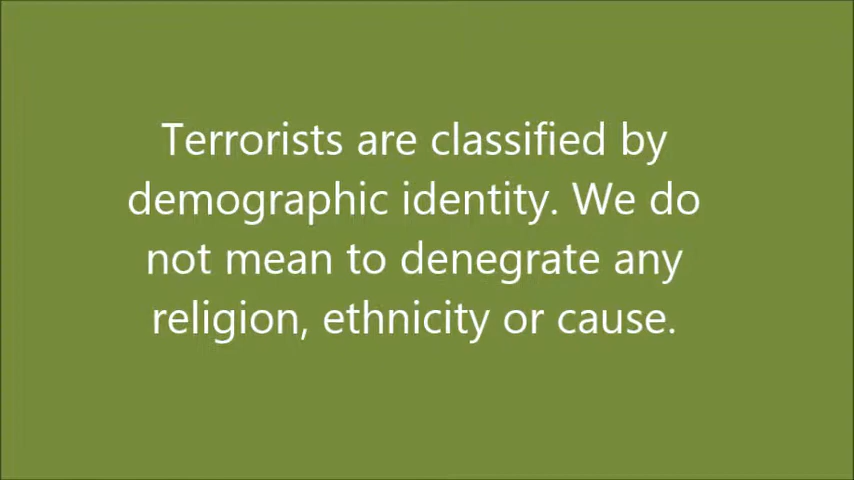 Terrorists are classified by
demographic identity. We do
not mean to denegrate any
religion, ethnicity or cause.